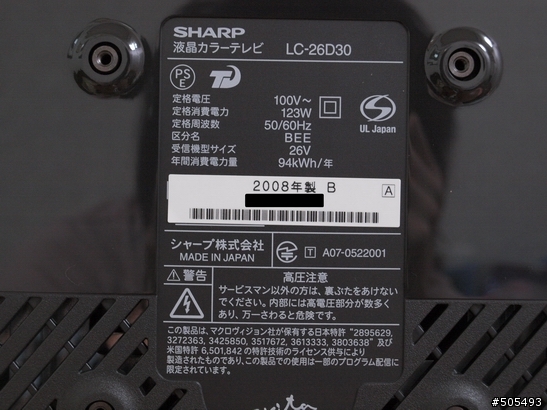 SHARP
液晶カラーテレビ LC-26D30
PS
E
定格電圧 100V～
定格消費電力 123W
定格周波数 50/60Hz
区分名 BEE
受信機型サイズ 26V
年間消費電力量 94kWh/年
UL Japan
2008年製 B
A
シャープ株式会社
MADE IN JAPAN
T A07-0522001
警告
高圧注意
サービスマン以外の方は、裏ぶたをあけない
でください。内部には高電圧部分が数多く
あり、万一さわると危険です。
この製品は、マクロヴィジョン社が保有する日本特許 "2895629,
3272363, 3425850, 3517672, 3613333, 3803638" 及び
米国特許 6,501,842 の特許技術のライセンス供与により
製造されたものであり、この製品での使用は一部のプログラム配信に
限定されています。
#505493